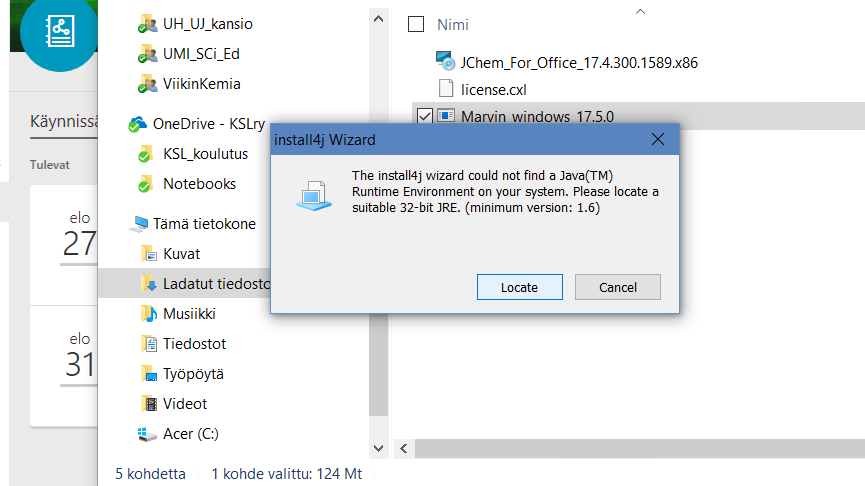 Käynnissä
Tulevat
elo
27
elo
31
UH_UJ_kansio
UMI_SCi_Ed
ViikinKemia
OneDrive - KSLry
KSL_koulutus
Notebooks
Tämä tietokone
Kuvat
Ladatut tiedosto
Musiikki
Tiedostot
Työpöytä
Videot
Acer (C:)
Nimi
JChem_For_Office_17.4.300.1589.x86
license.cxl
Marvin_windows_17.5.0
install4j Wizard
The install4j wizard could not find a Java(TM)
Runtime Environment on your system. Please locate a
suitable 32-bit JRE. (minimum version: 1.6)
Locate
Cancel
5 kohdetta
1 kohde valittu: 124 Mt